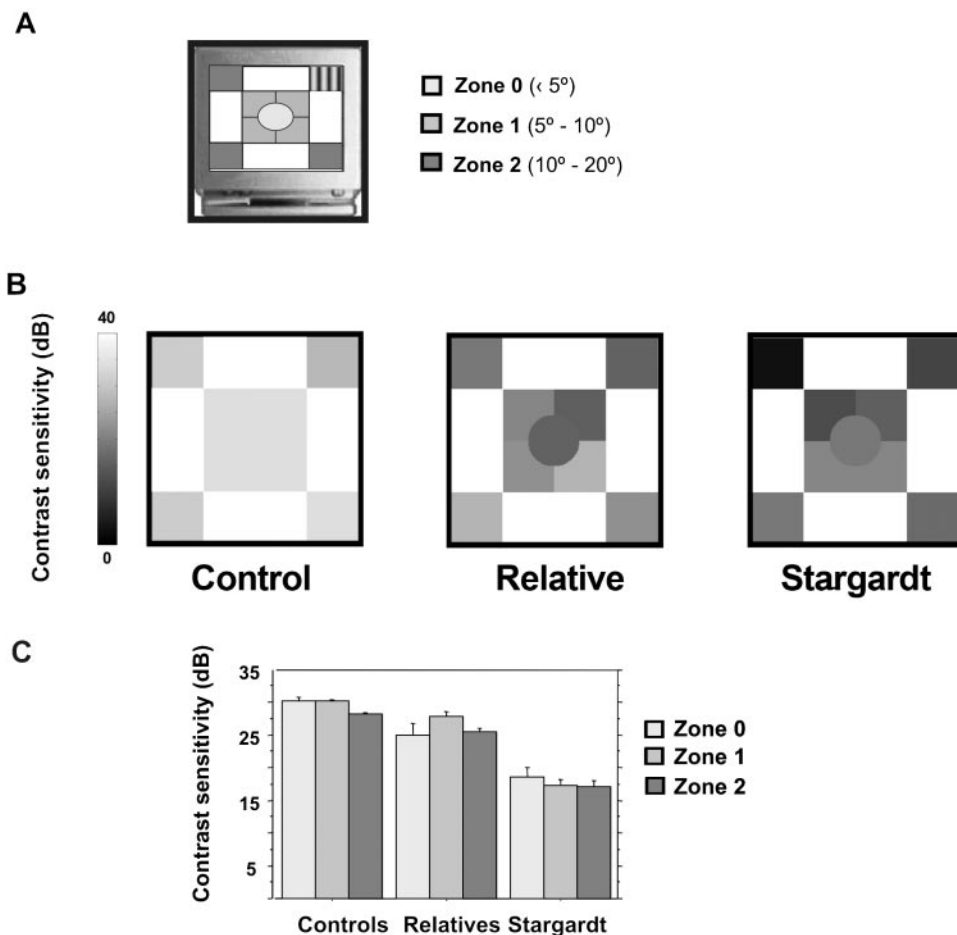 A
Zone 0 (‹ 5º)
Zone 1 (5º - 10º)
Zone 2 (10º - 20º)
B
Contrast sensitivity (dB)
40
0
Control
Relative
Stargardt
C
Contrast sensitivity (dB)
35
25
15
5
Controls Relatives Stargardt
Zone 0
Zone 1
Zone 2